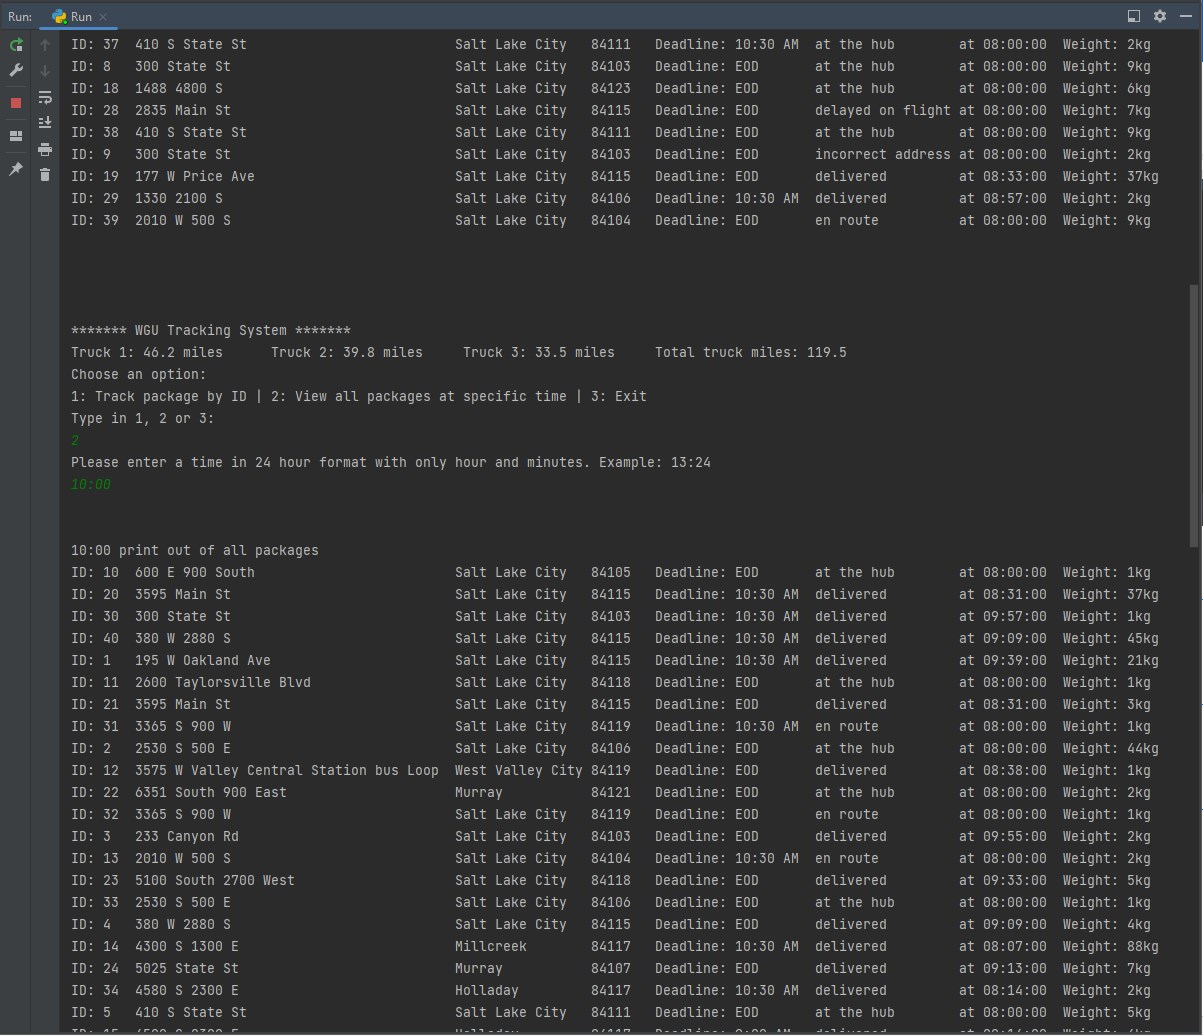 Run: Run
ID: 37 410 S State St Salt Lake City 84111 Deadline: 10:30 AM at the hub at 08:00:00 Weight: 2kg
ID: 8 300 State St Salt Lake City 84103 Deadline: EOD at the hub at 08:00:00 Weight: 9kg
ID: 18 1488 4800 S Salt Lake City 84123 Deadline: EOD at the hub at 08:00:00 Weight: 6kg
ID: 28 2835 Main St Salt Lake City 84115 Deadline: EOD delayed on flight at 08:00:00 Weight: 7kg
ID: 38 410 S State St Salt Lake City 84111 Deadline: EOD at the hub at 08:00:00 Weight: 9kg
ID: 9 300 State St Salt Lake City 84103 Deadline: EOD incorrect address at 08:00:00 Weight: 2kg
ID: 19 177 W Price Ave Salt Lake City 84115 Deadline: EOD delivered at 08:33:00 Weight: 37kg
ID: 29 1330 2100 S Salt Lake City 84106 Deadline: 10:30 AM delivered at 08:57:00 Weight: 2kg
ID: 39 2010 W 500 S Salt Lake City 84104 Deadline: EOD en route at 08:00:00 Weight: 9kg
******* WGU Tracking System *******
Truck 1: 46.2 miles Truck 2: 39.8 miles Truck 3: 33.5 miles Total truck miles: 119.5
Choose an option:
1: Track package by ID | 2: View all packages at specific time | 3: Exit
Type in 1, 2 or 3:
2
Please enter a time in 24 hour format with only hour and minutes. Example: 13:24
10:00
10:00 print out of all packages
ID: 10 600 E 900 South Salt Lake City 84105 Deadline: EOD at the hub at 08:00:00 Weight: 1kg
ID: 20 3595 Main St Salt Lake City 84115 Deadline: 10:30 AM delivered at 08:31:00 Weight: 37kg
ID: 30 300 State St Salt Lake City 84103 Deadline: 10:30 AM delivered at 09:57:00 Weight: 1kg
ID: 40 380 W 2880 S Salt Lake City 84115 Deadline: 10:30 AM delivered at 09:09:00 Weight: 45kg
ID: 1 195 W Oakland Ave Salt Lake City 84115 Deadline: 10:30 AM delivered at 09:39:00 Weight: 21kg
ID: 11 2600 Taylorsville Blvd Salt Lake City 84118 Deadline: EOD at the hub at 08:00:00 Weight: 1kg
ID: 21 3595 Main St Salt Lake City 84115 Deadline: EOD delivered at 08:31:00 Weight: 3kg
ID: 31 3365 S 900 W Salt Lake City 84119 Deadline: 10:30 AM en route at 08:00:00 Weight: 1kg
ID: 2 2530 S 500 E Salt Lake City 84106 Deadline: EOD at the hub at 08:00:00 Weight: 44kg
ID: 12 3575 W Valley Central Station bus Loop West Valley City 84119 Deadline: EOD delivered at 08:38:00 Weight: 1kg
ID: 22 6351 South 900 East Murray 84121 Deadline: EOD at the hub at 08:00:00 Weight: 2kg
ID: 32 3365 S 900 W Salt Lake City 84119 Deadline: EOD en route at 08:00:00 Weight: 1kg
ID: 3 233 Canyon Rd Salt Lake City 84103 Deadline: EOD delivered at 09:55:00 Weight: 2kg
ID: 13 2010 W 500 S Salt Lake City 84104 Deadline: 10:30 AM en route at 08:00:00 Weight: 2kg
ID: 23 5100 South 2700 West Salt Lake City 84118 Deadline: EOD delivered at 09:33:00 Weight: 5kg
ID: 33 2530 S 500 E Salt Lake City 84106 Deadline: EOD at the hub at 08:00:00 Weight: 1kg
ID: 4 380 W 2880 S Salt Lake City 84115 Deadline: EOD delivered at 09:09:00 Weight: 4kg
ID: 14 4300 S 1300 E Millcreek 84117 Deadline: 10:30 AM delivered at 08:07:00 Weight: 88kg
ID: 24 5025 State St Murray 84107 Deadline: EOD delivered at 09:13:00 Weight: 7kg
ID: 34 4580 S 2300 E Holladay 84117 Deadline: 10:30 AM delivered at 08:14:00 Weight: 2kg
ID: 5 410 S State St Salt Lake City 84111 Deadline: EOD at the hub at 08:00:00 Weight: 5kg